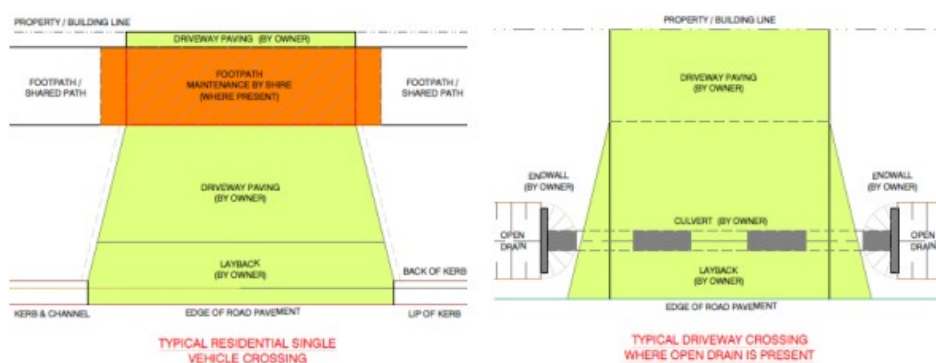 PROPERTY / BUILDING LINE
DRIVEWAY PAVING (BY OWNER)
FOOTPATH /
SHARED PATH
FOOTPATH
MAINTENANCE BY SHIRE
(WHERE PRESENT)
FOOTPATH /
SHARED PATH
DRIVEWAY PAVING
(BY OWNER)
LAYBACK
(BY OWNER)
BACK OF KERB
KERB & CHANNEL
EDGE OF ROAD PAVEMENT
LIP OF KERB
TYPICAL RESIDENTIAL SINGLE
VEHICLE CROSSING
PROPERTY / BUILDING LINE
DRIVEWAY PAVING
(BY OWNER)
ENDWALL
(BY OWNER)
DRIVEWAY PAVING
(BY OWNER)
ENDWALL
(BY OWNER)
CULVERT (BY OWNER)
OPEN
DRAIN
OPEN
DRAIN
LAYBACK
(BY OWNER)
EDGE OF ROAD PAVEMENT
TYPICAL DRIVEWAY CROSSING
WHERE OPEN DRAIN IS PRESENT